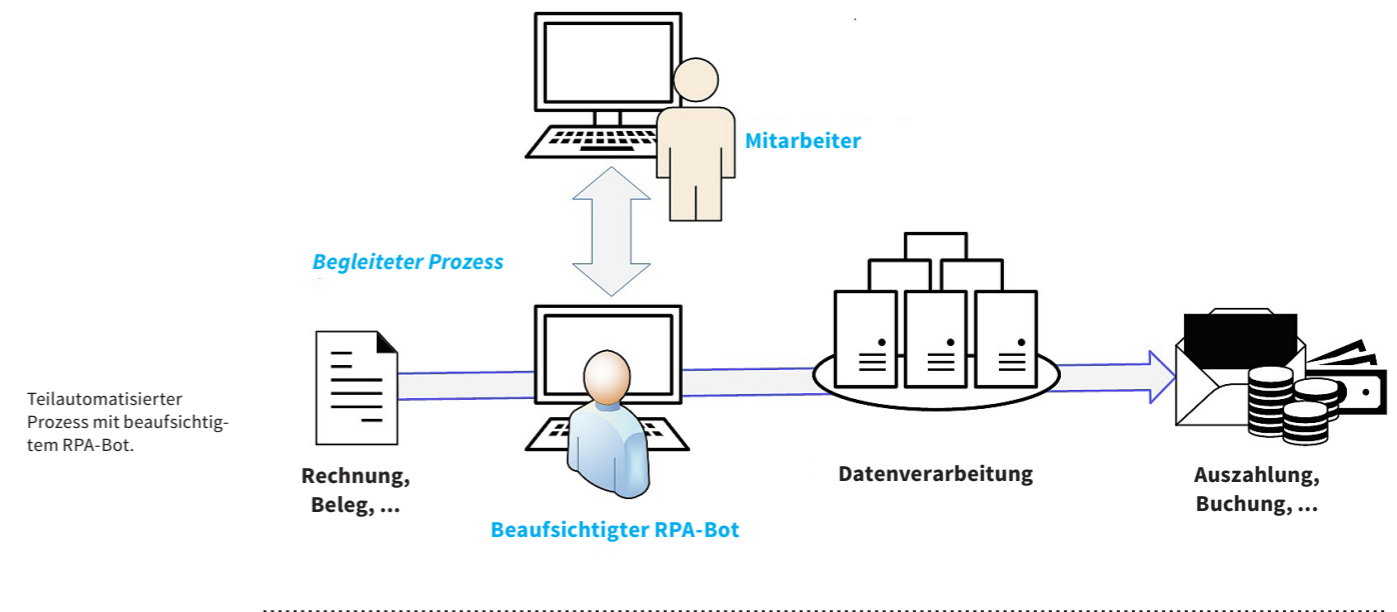 Mitarbeiter
Begleiteter Prozess
Teilautomatisierter
Prozess mit beaufsichtig-
tem RPA-Bot.
Rechnung,
Beleg, ...
Beaufsichtigter RPA-Bot
Datenverarbeitung
Auszahlung,
Buchung, ...